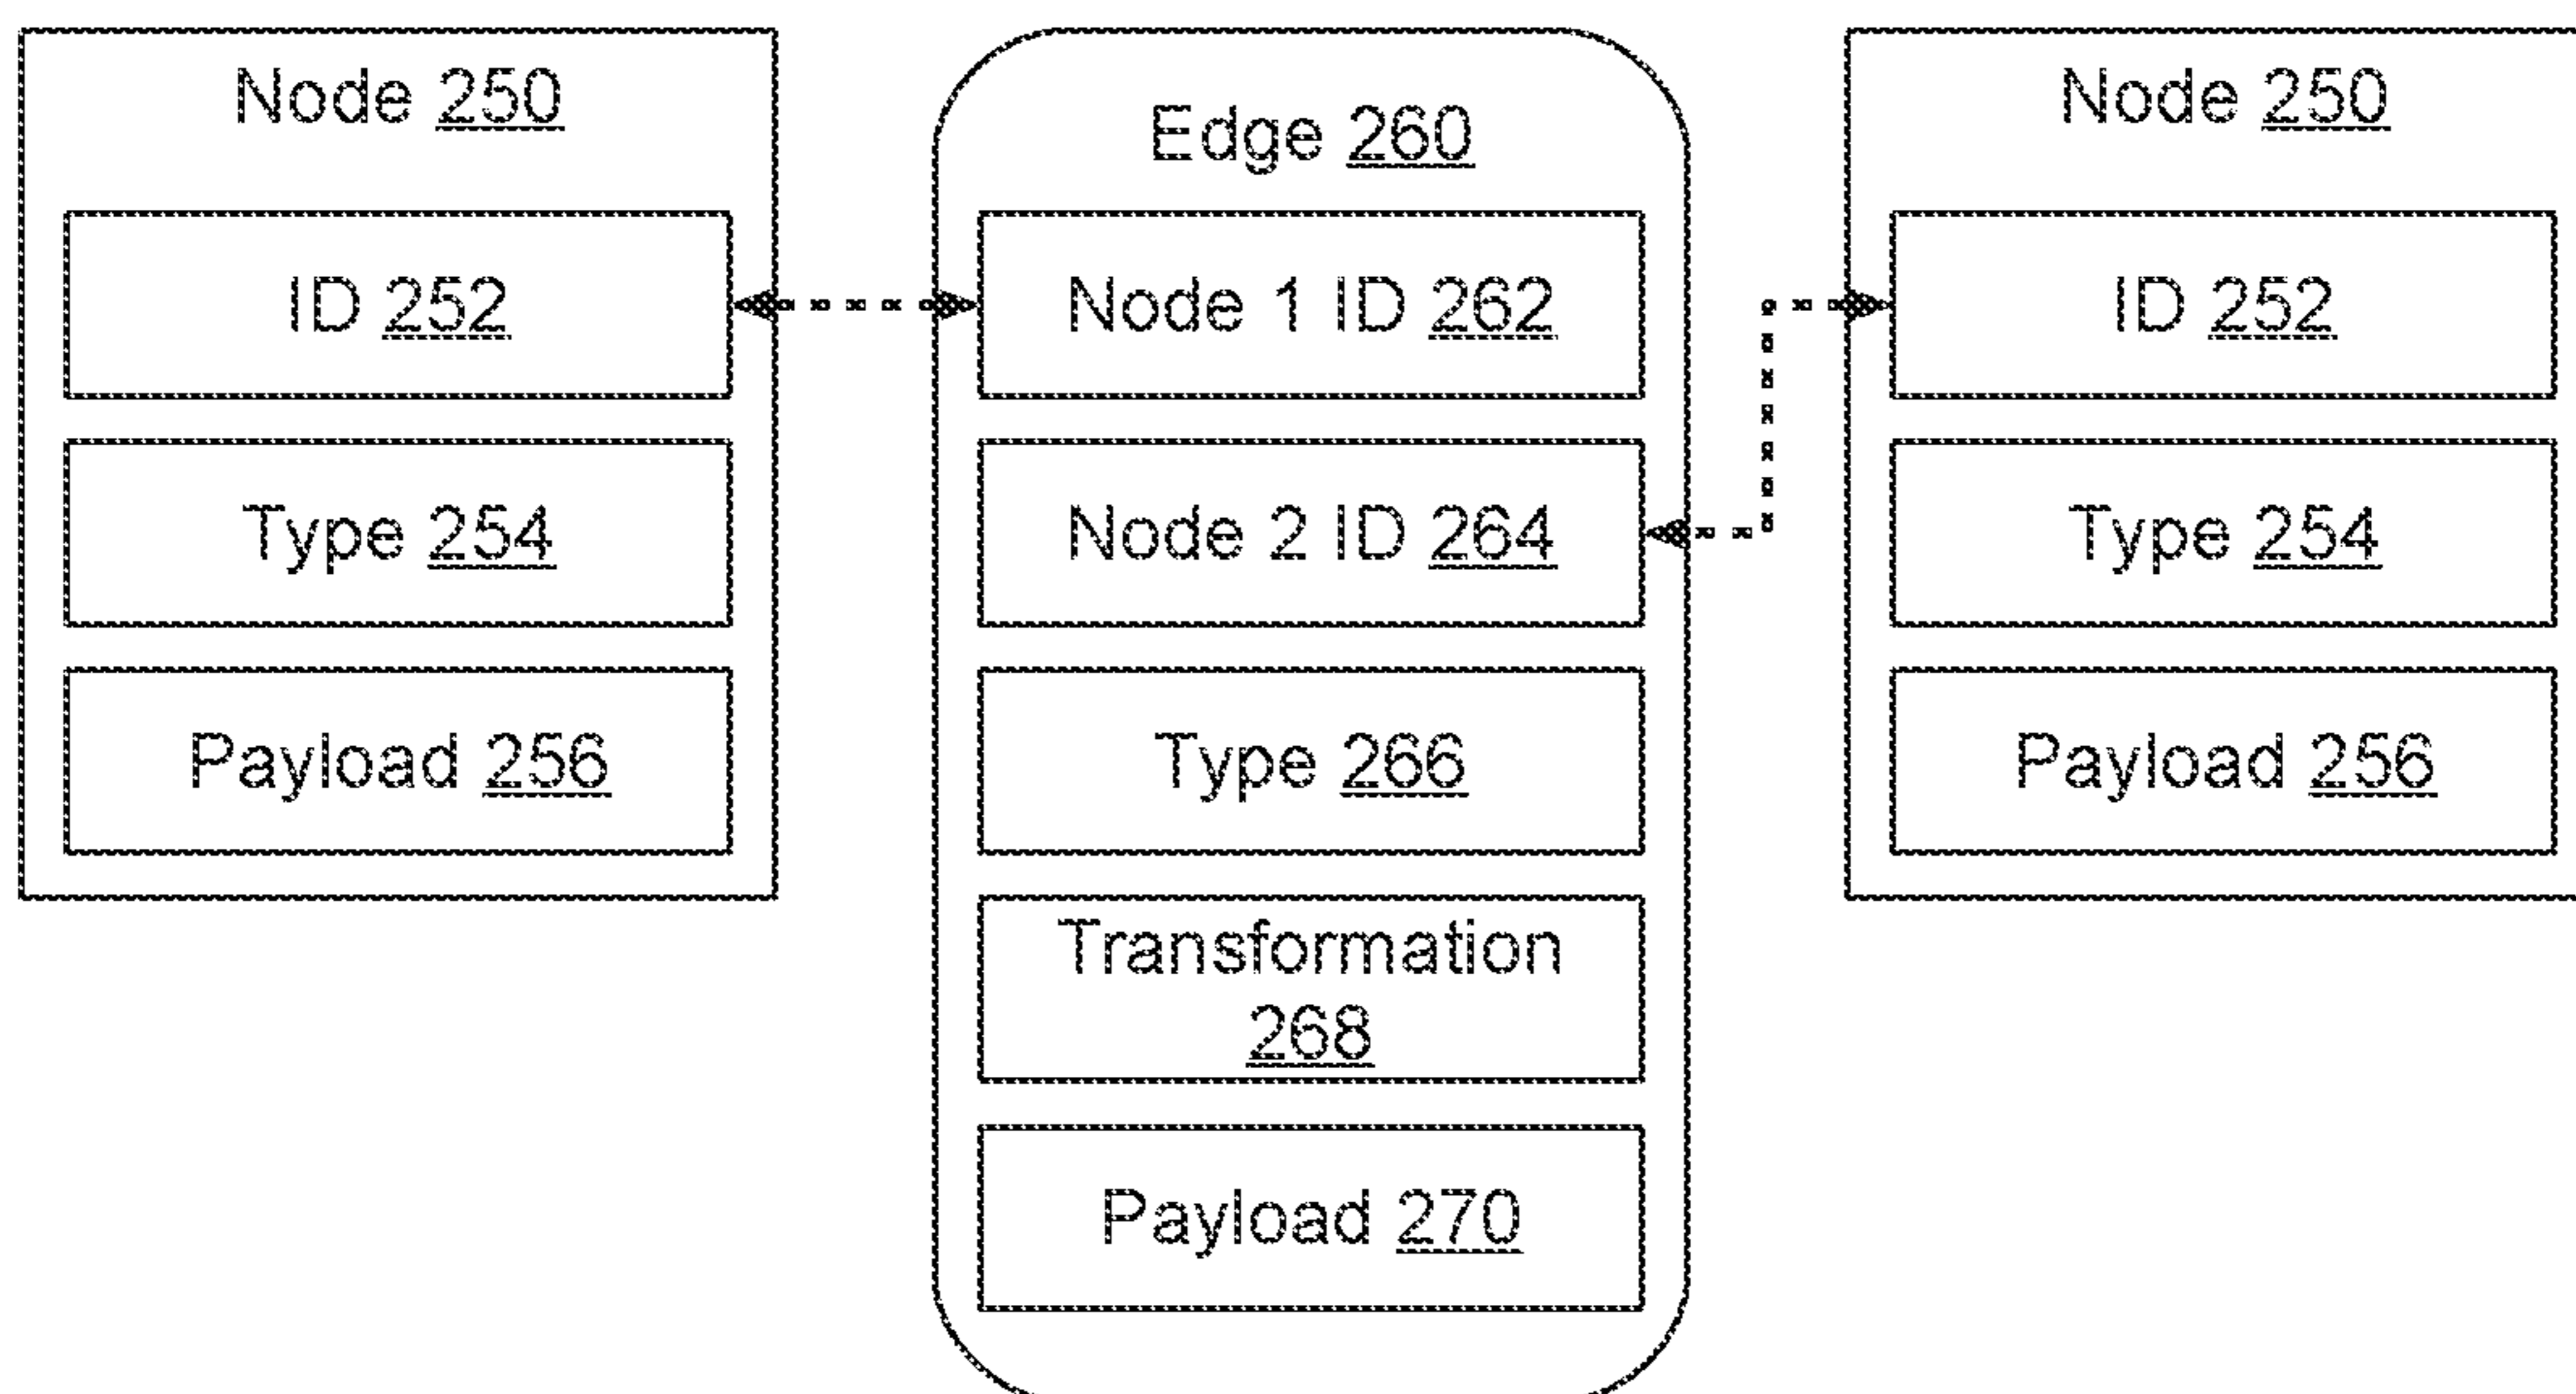 Node 250
ID 252
Type 254
Payload 256
Edge 260
Node 1 ID 262
Node 2 ID 264
Type 266
Transformation
268
Payload 270
Node 250
ID 252
Type 254
Payload 256